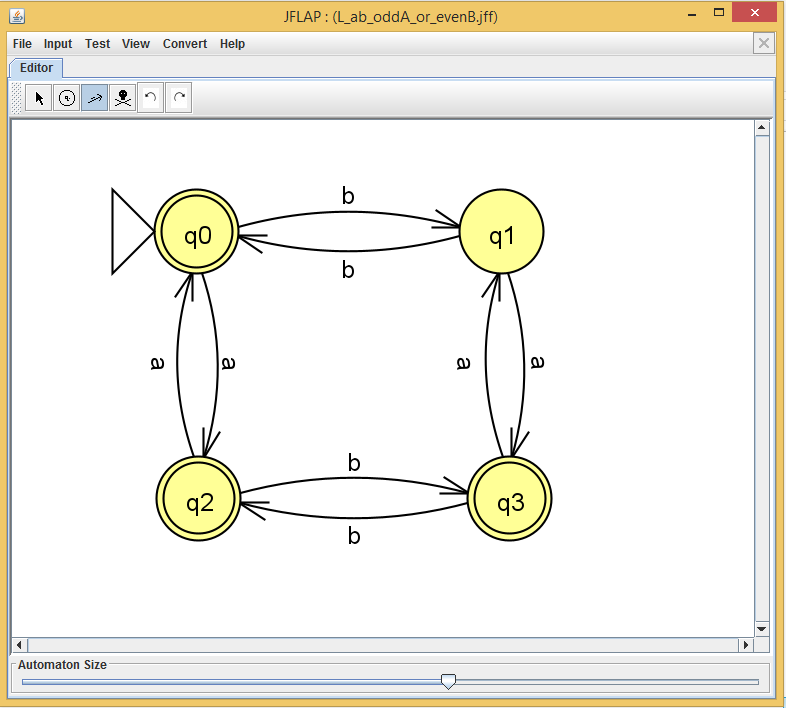 JFLAP : (L_ab_oddA_or_evenB.jff)
File Input Test View Convert Help
Editor
b
q0 q1
b
a a a a
b
q2 q3
b
Automaton Size